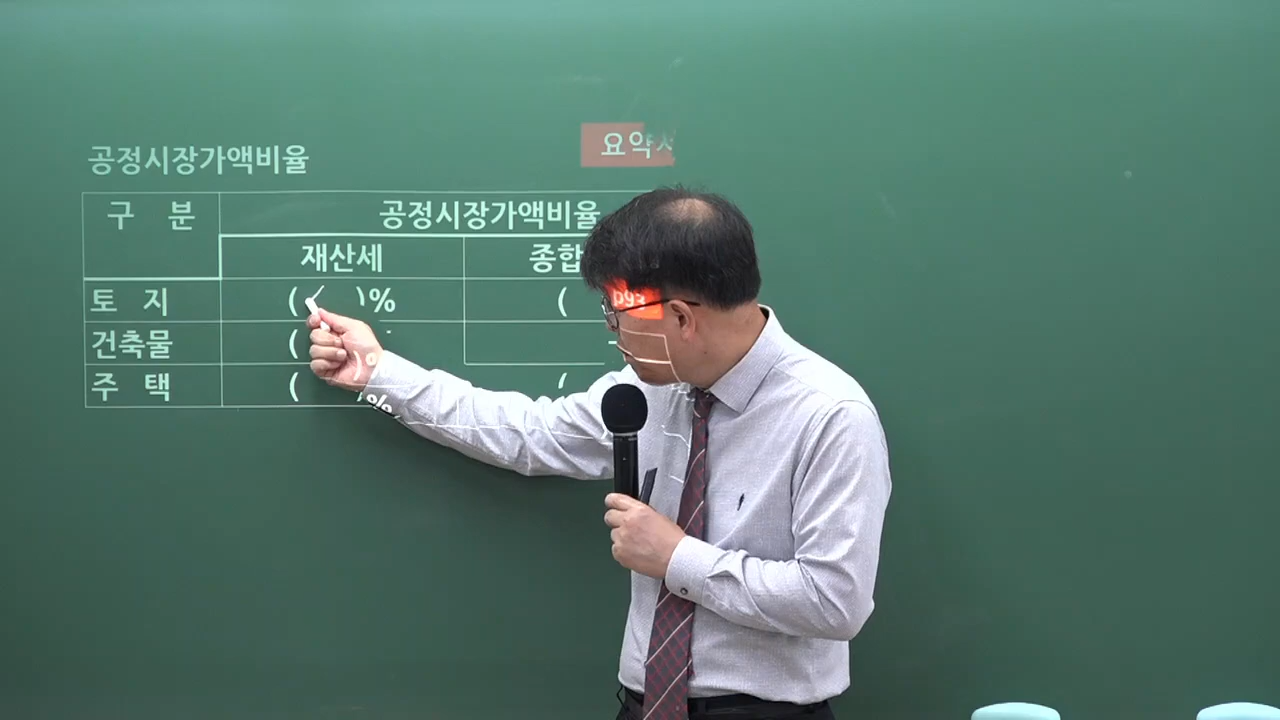 공정시장가액비율
요약
구 분 공정시장가액비율
재산세 종합
토 지 ( )% (
건축물 (
주 택 ( % (
p93